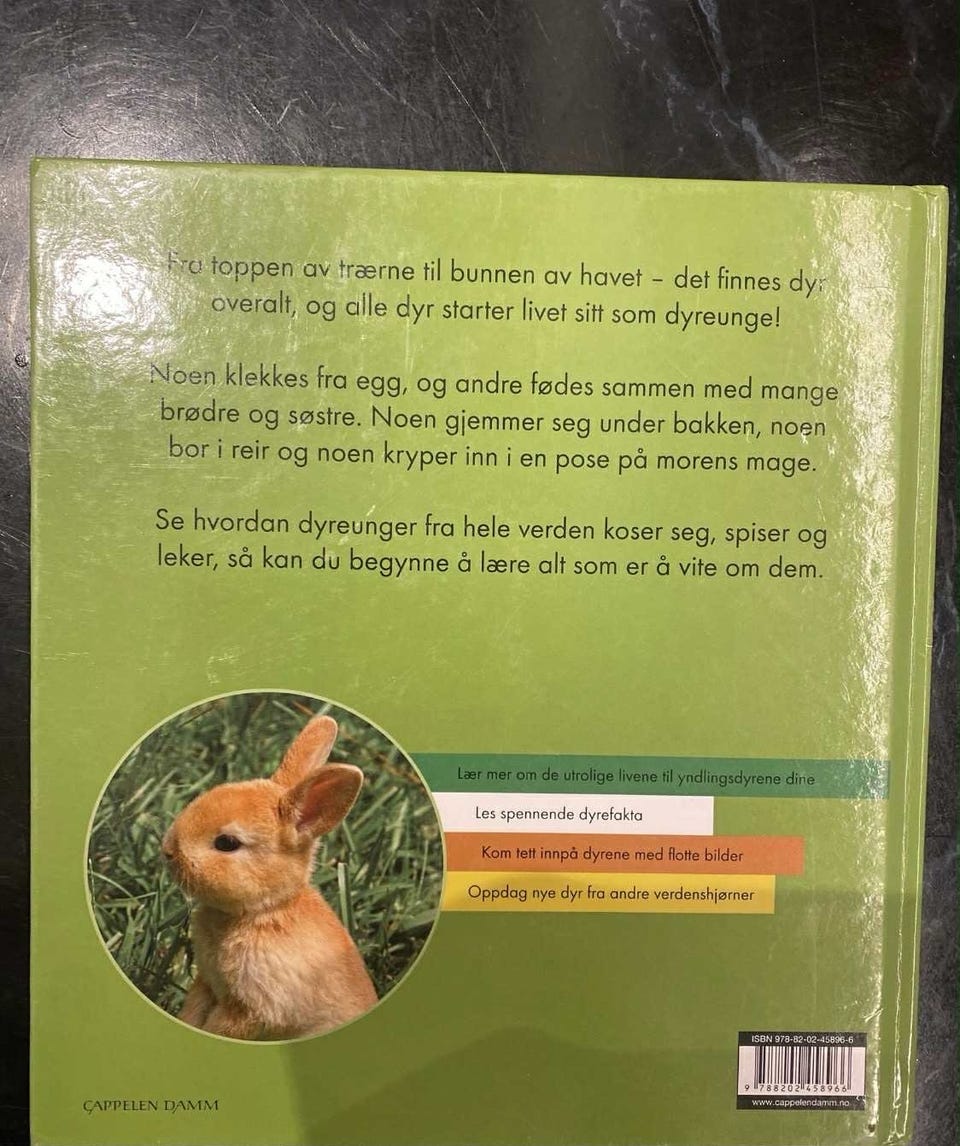 Fra toppen av trærne til bunnen av havet – det finnes dyr
overalt, og alle dyr starter livet sitt som dyreunge!
Noen klekkes fra egg, og andre fødes sammen med mange
brødre og søstre. Noen gjemmer seg under bakken, noen
bor i reir og noen kryper inn i en pose på morens mage.
Se hvordan dyreunger fra hele verden koser seg, spiser og
leker, så kan du begynne å lære alt som er å vite om dem.
Lær mer om de utrolige livene til yndlingsdyrene dine
Les spennende dyrefakta
Kom tett innpå dyrene med flotte bilder
Oppdag nye dyr fra andre verdenshjørner
ISBN 978-82-02-45896-6
9 788202 458966
www.cappelendamm.no
CAPPELEN DAMM